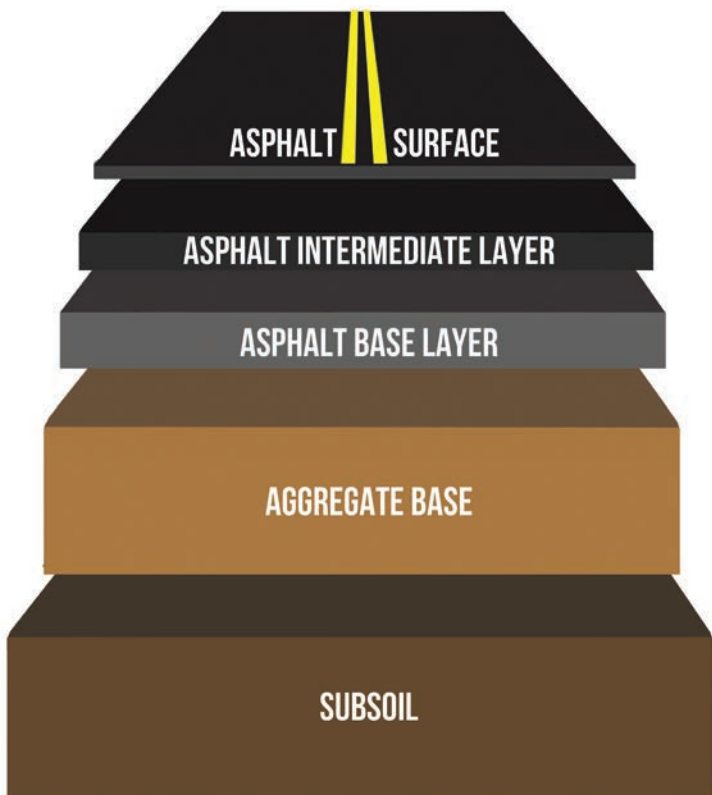 ASPHALT SURFACE
ASPHALT INTERMEDIATE LAYER
ASPHALT BASE LAYER
AGGREGATE BASE
SUBSOIL